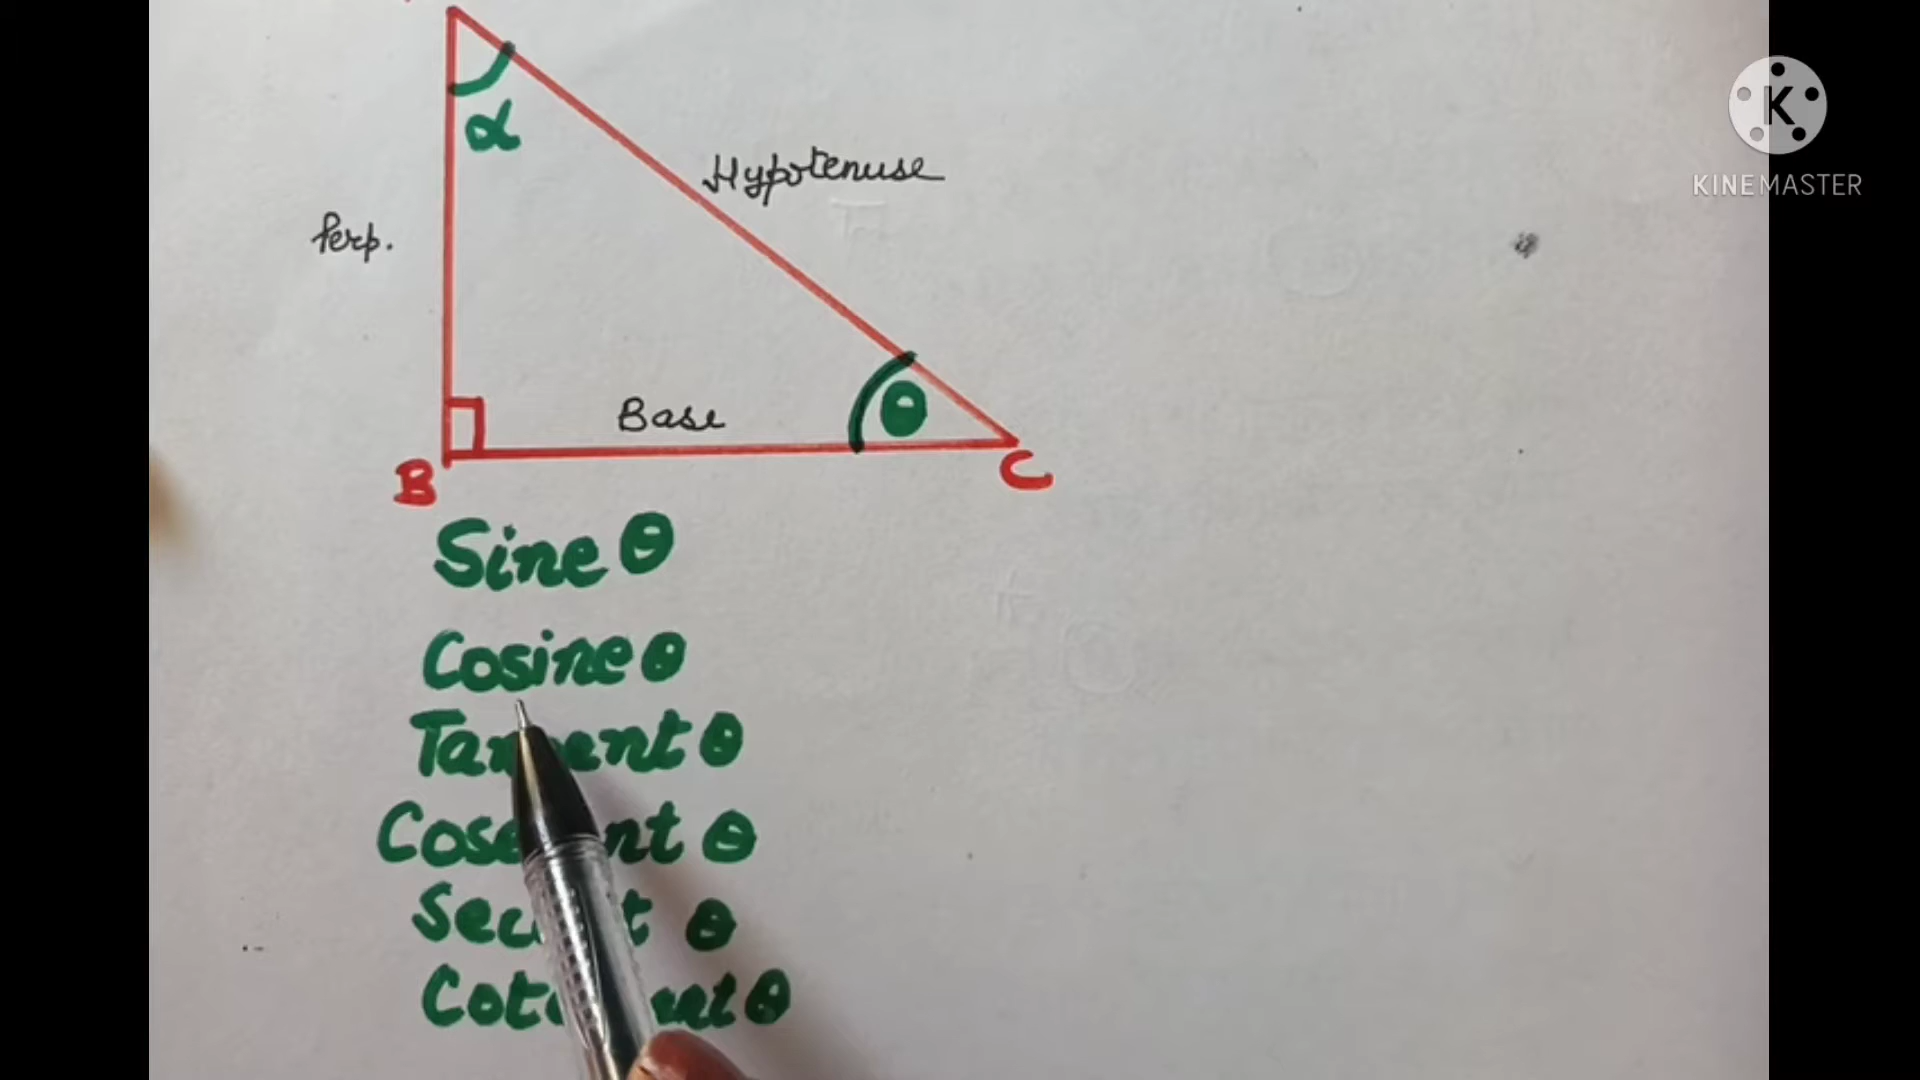 α
Hypotenuse
Perp.
Base
θ
B
C
Sine θ
Cosine θ
θ
θ
θ
θ
K
KINEMASTER